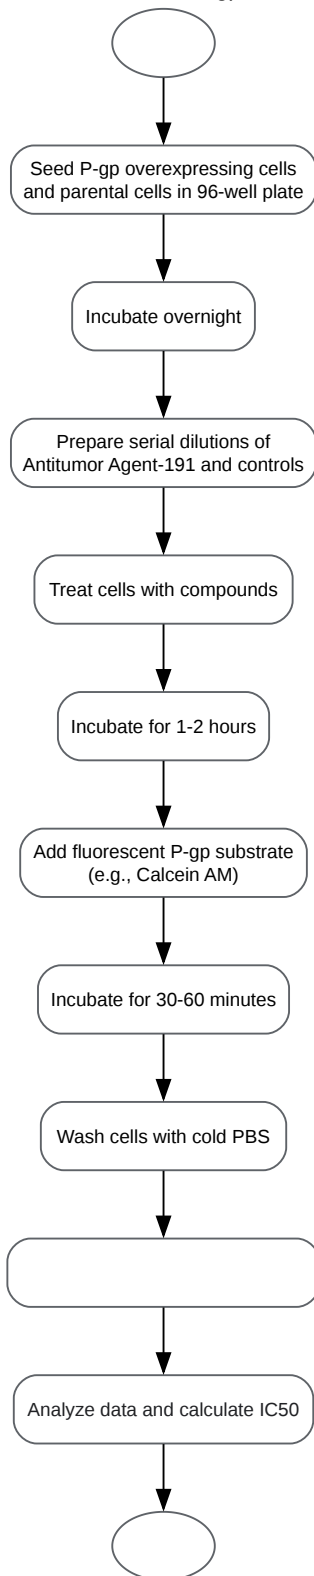 Seed P-gp overexpressing cells
and parental cells in 96-well plate
Incubate overnight
Prepare serial dilutions of
Antitumor Agent-191 and controls
Treat cells with compounds
Incubate for 1-2 hours
Add fluorescent P-gp substrate
(e.g., Calcein AM)
Incubate for 30-60 minutes
Wash cells with cold PBS
Analyze data and calculate IC50